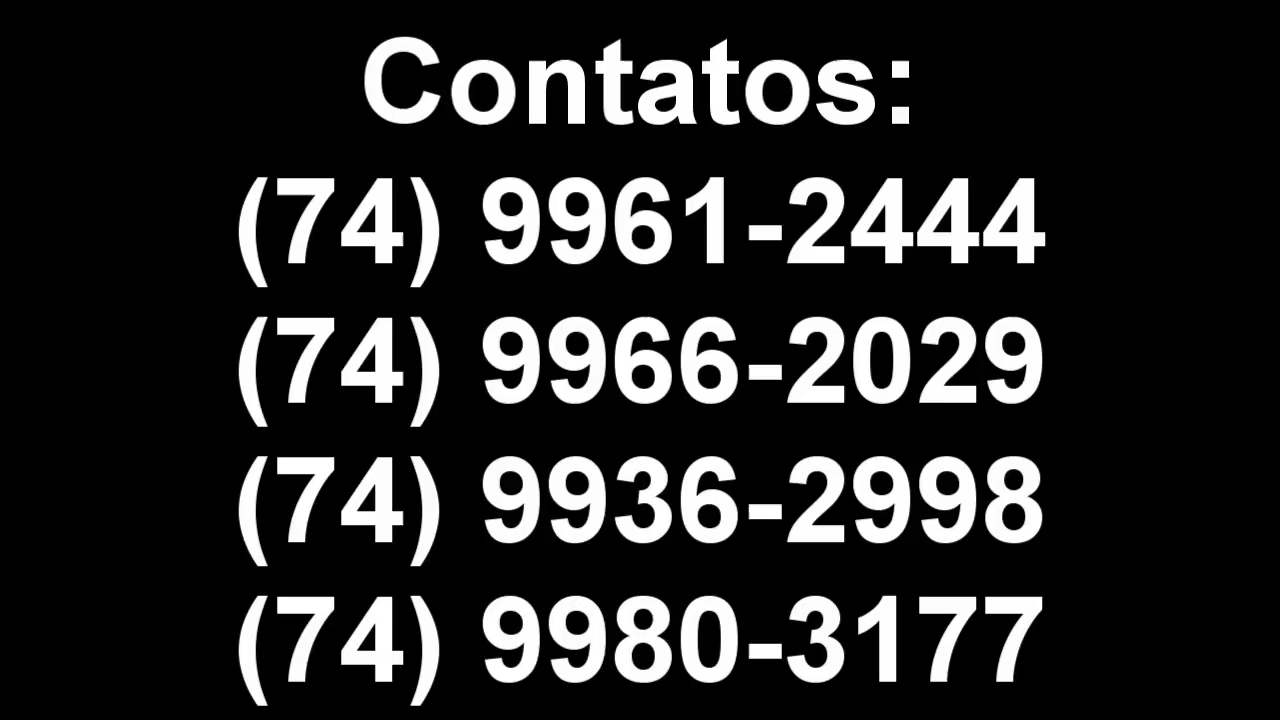 Contatos:
(74) 9961-2444
(74) 9966-2029
(74) 9936-2998
(74) 9980-3177